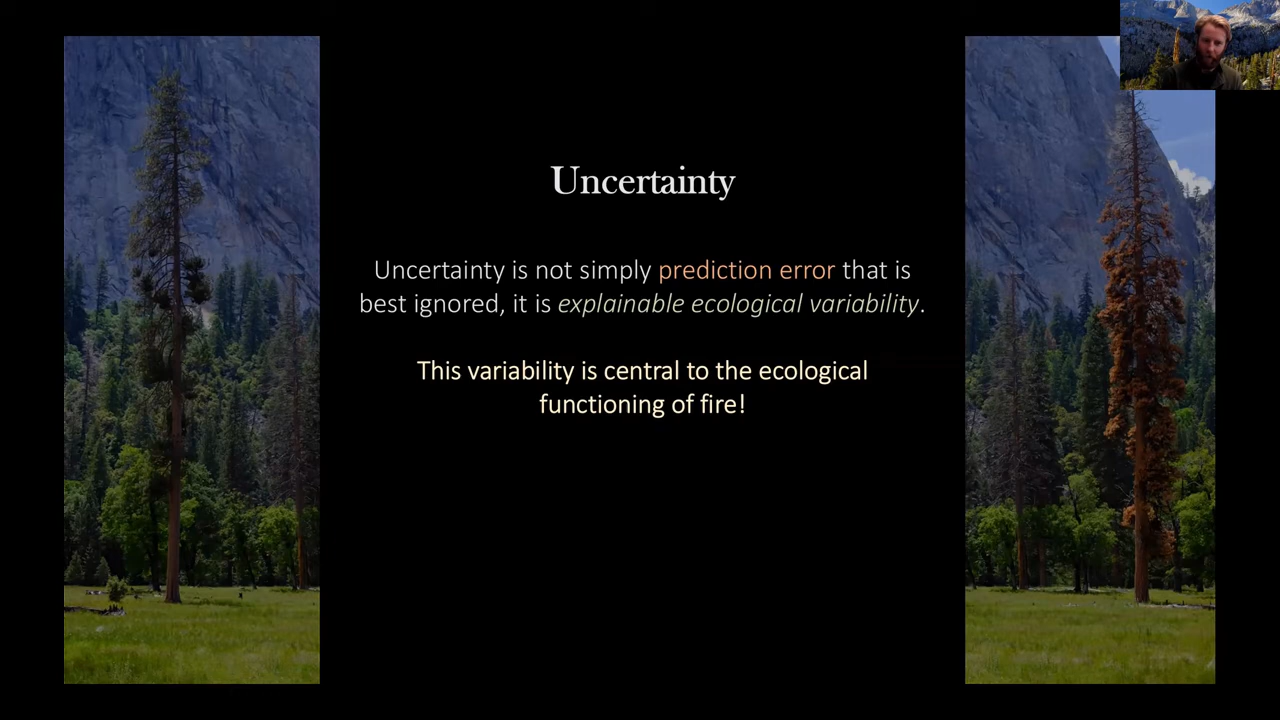 Uncertainty
Uncertainty is not simply prediction error that is
best ignored, it is explainable ecological variability.
This variability is central to the ecological
functioning of fire!